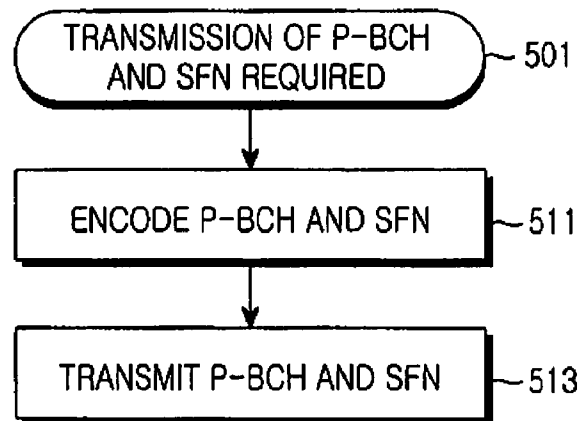 TRANSMISSION OF P-BCH
AND SFN REQUIRED
501
ENCODE P-BCH AND SFN
511
TRANSMIT P-BCH AND SFN
513